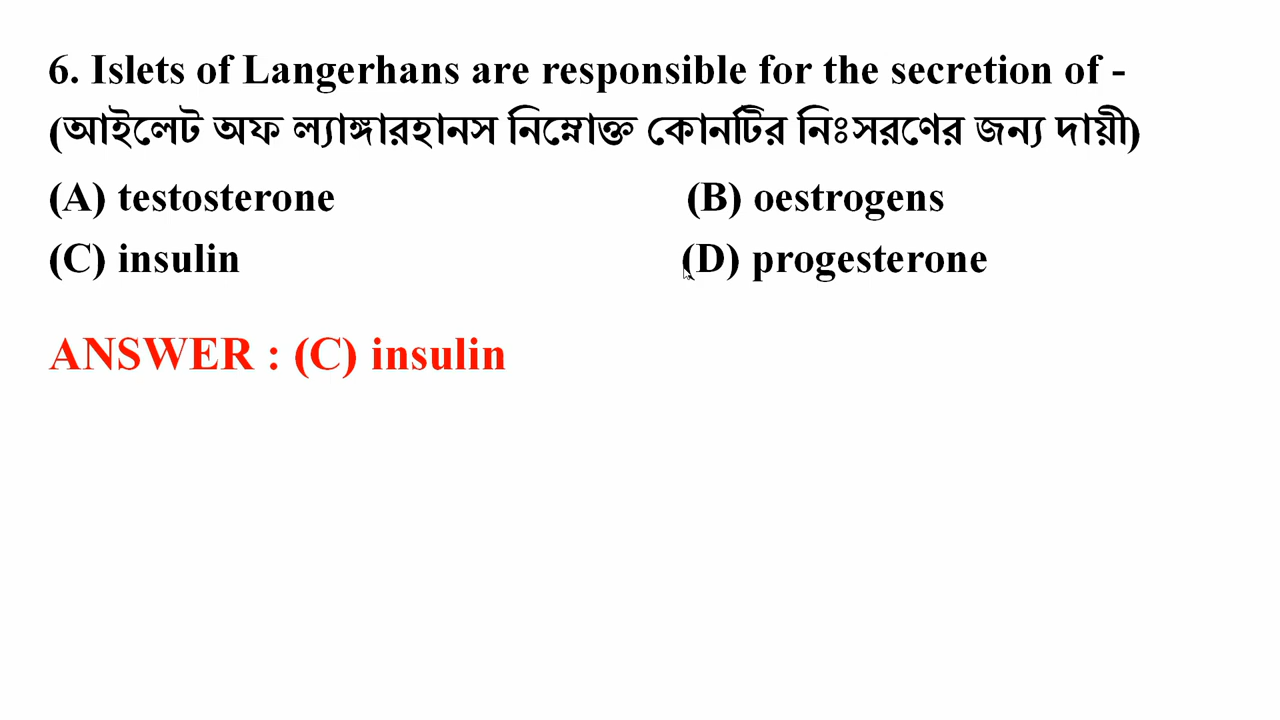 6. Islets of Langerhans are responsible for the secretion of -
(আইলেট অফ ল্যাঙ্গারহানস নিম্নোক্ত কোনটির নিঃসরণের জন্য দায়ী)
(A) testosterone (B) oestrogens
(C) insulin (D) progesterone
ANSWER : (C) insulin